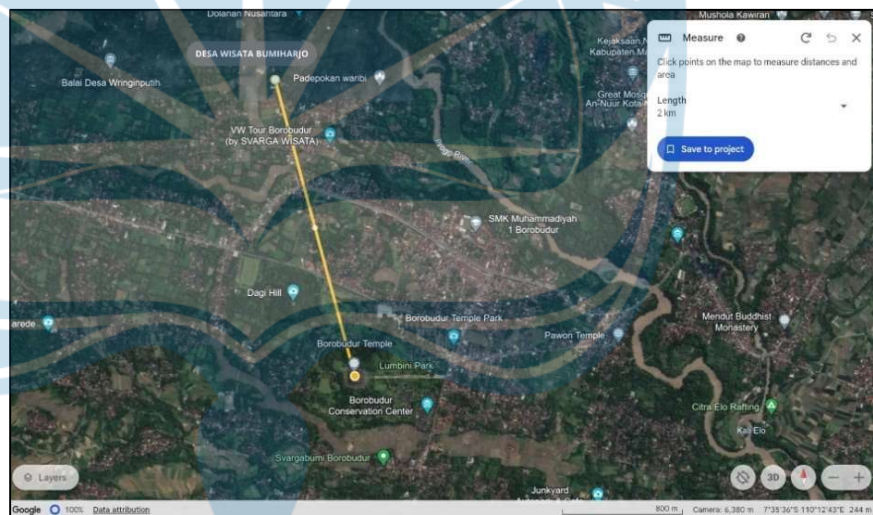 Dolanan Nusantara
Mushola Kawiran
DESA WISATA BUMIHARJO
Measure
Click points on the map to measure distances and
area
Length
2 km
Save to project
Balai Desa Wringinputih
Padepokan waribi
Great Mosq
An-Nuur Kota M
VW Tour Borobudur
(by SVARGA WISATA)
SMK Muhammadiyah
1 Borobudur
Dagi Hill
arede
Borobudur Temple Park
Pawon Temple
Mendut Buddhist
Monastery
Borobudur Temple
Lumbini Park
Borobudur
Conservation Center
Citra Elo Rafting
Kali Elo
Svargabumi Borobudur
Layers
3D
Junkyard
Google
100%
Data attribution
800 m
Camera: 6,380 m
7°35'36"S 110°12'43"E
244 m